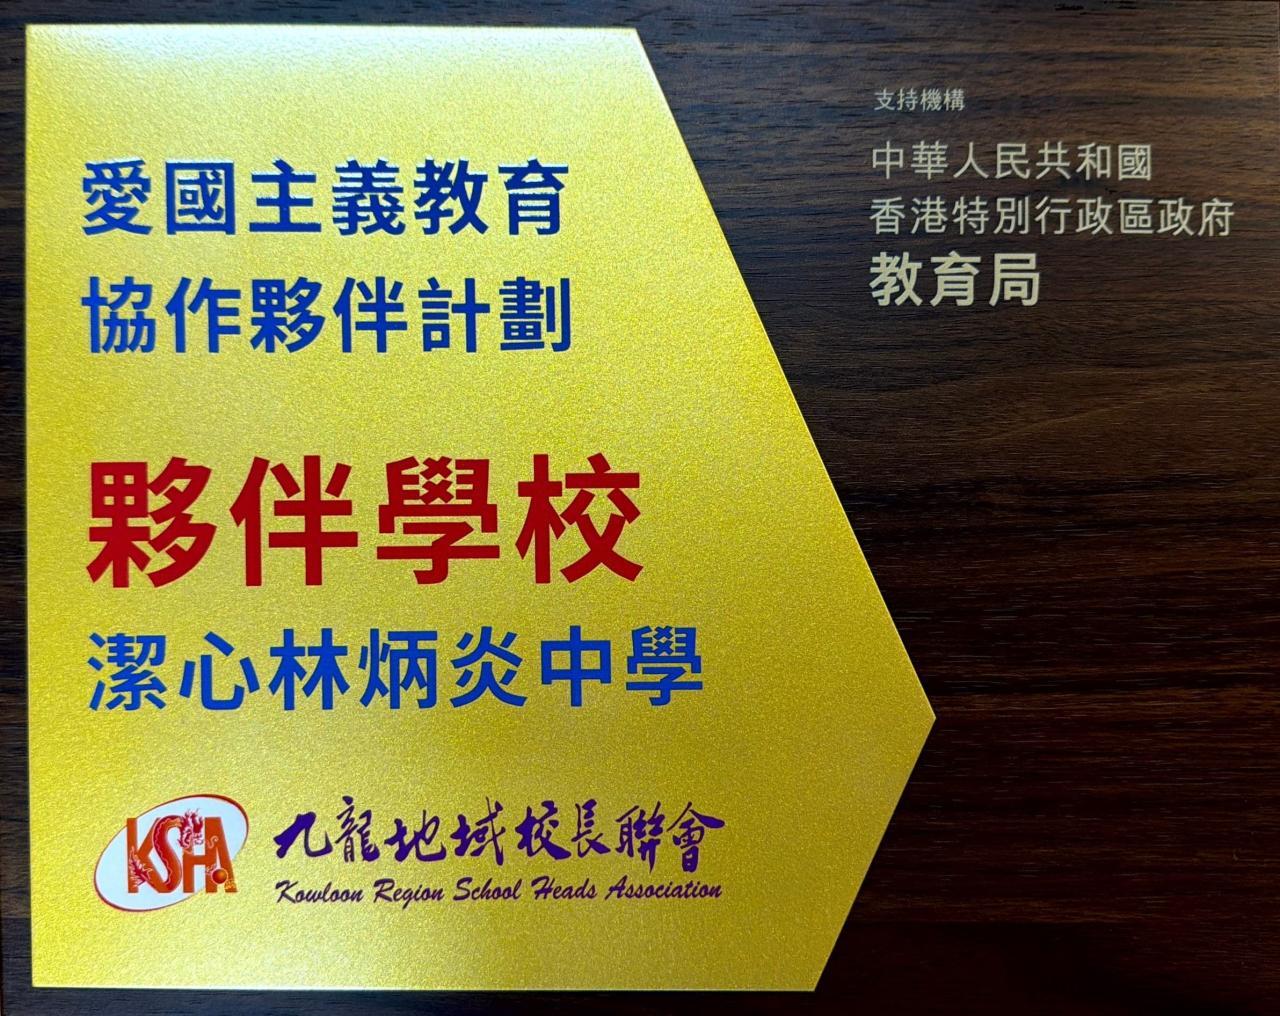 愛國主義教育
協作夥伴計劃
夥伴學校
潔心林炳炎中學
KSHA
九龍地域校長聯會
Kowloon Region School Heads Association
支持機構
中華人民共和國
香港特別行政區政府
教育局